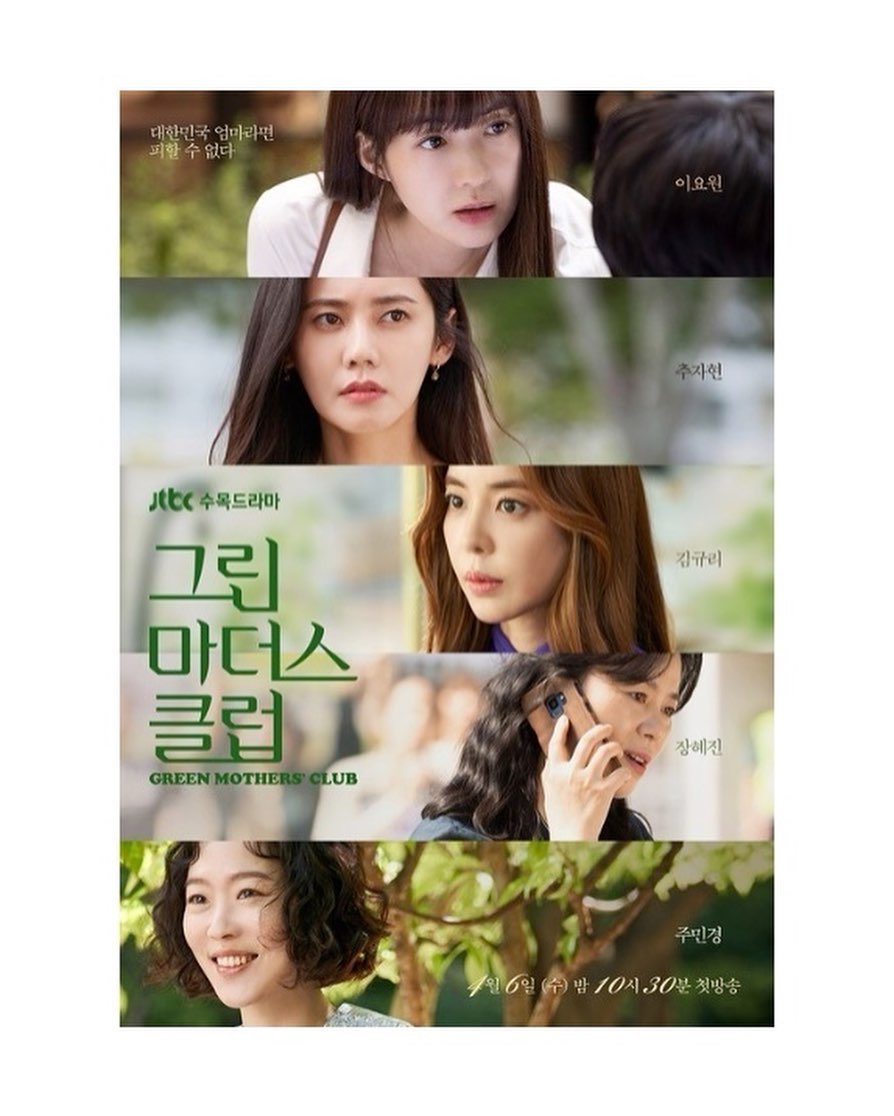 대한민국 엄마라면
피할 수 없다
이요원
추자현
jtbc 수목드라마
그린
마더스
클럽
GREEN MOTHERS' CLUB
김규리
장혜진
주민경
4월 6일 (수) 밤 10시 30분 첫방송